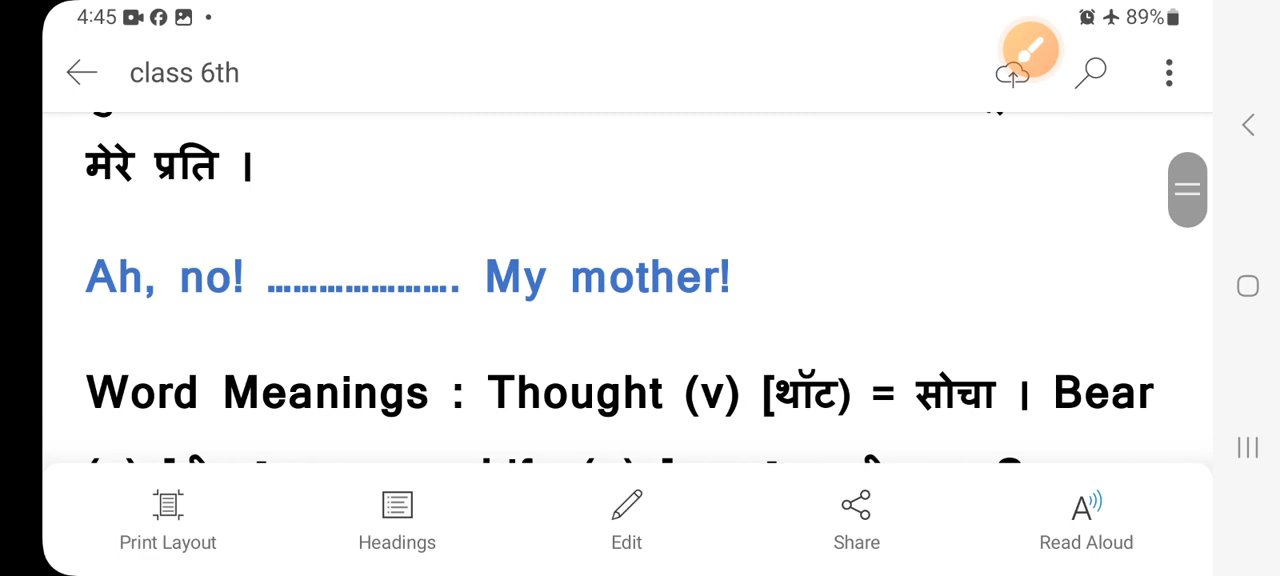 4:45
89%
class 6th
मेरे प्रति ।
Ah, no! ...................... My mother!
Word Meanings : Thought (v) [थॉट) = सोचा । Bear
Print Layout
Headings
Edit
Share
Read Aloud